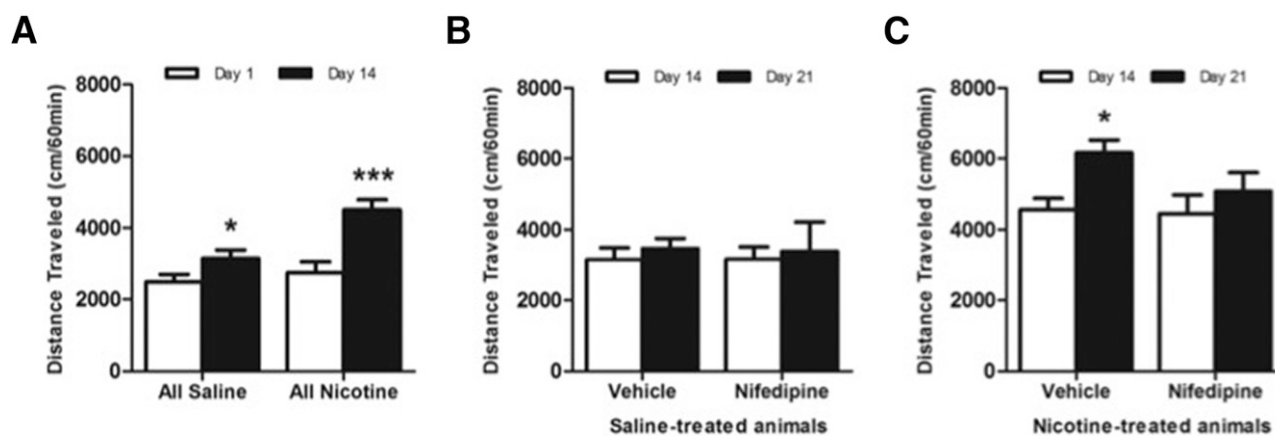 A
Day 1 Day 14
Distance Traveled (cm/60min)
8000
6000
4000
2000
0
*
***
All Saline All Nicotine
B
Day 14 Day 21
Distance Traveled (cm/60min)
8000
6000
4000
2000
0
Vehicle Nifedipine
Saline-treated animals
C
Day 14 Day 21
Distance Traveled (cm/60min)
8000
6000
4000
2000
0
*
Vehicle Nifedipine
Nicotine-treated animals